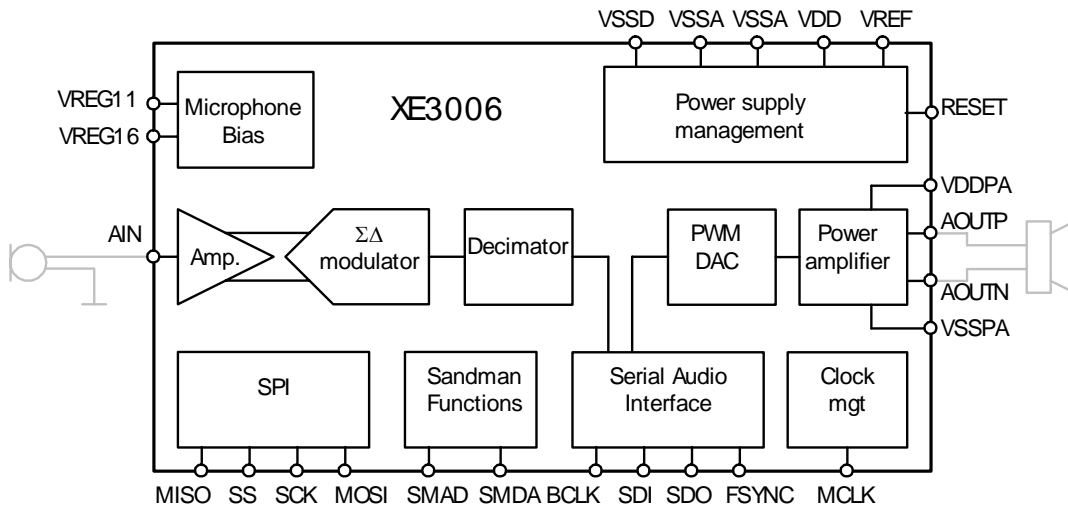 VSSD VSSA VSSA VDD VREF
VREG11
VREG16
Microphone
Bias
XE3006
Power supply
management
RESET
VDDPA
AIN
Amp.
ΣΔ
modulator
Decimator
PWM
DAC
Power
amplifier
AOUTP
AOUTN
VSSPA
SPI
Sandman
Functions
Serial Audio
Interface
Clock
mgt
MISO SS SCK MOSI SMAD SMDA BCLK SDI SDO FSYNC MCLK